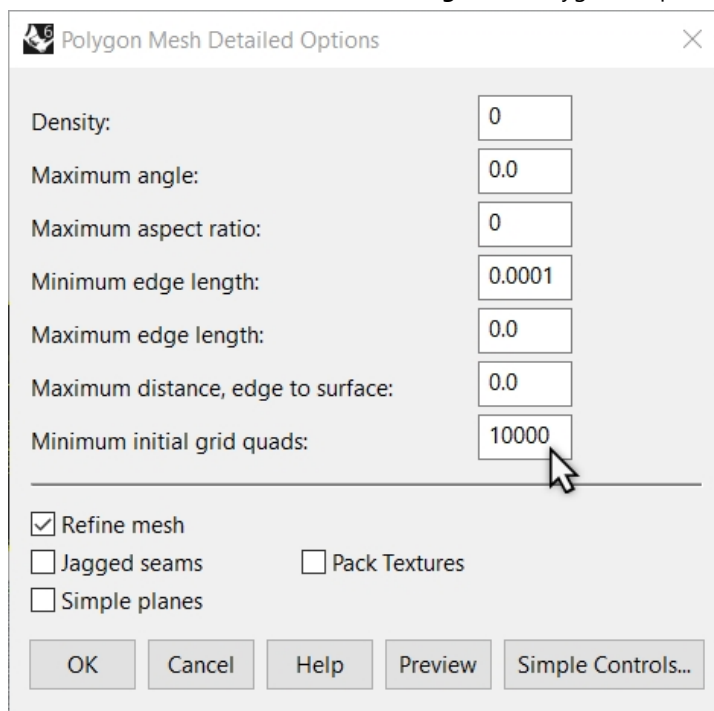 6 Polygon Mesh Detailed Options
Density: 0
Maximum angle: 0.0
Maximum aspect ratio: 0
Minimum edge length: 0.0001
Maximum edge length: 0.0
Maximum distance, edge to surface: 0.0
Minimum initial grid quads: 10000
Refine mesh
Jagged seams Pack Textures
Simple planes
OK Cancel Help Preview Simple Controls...